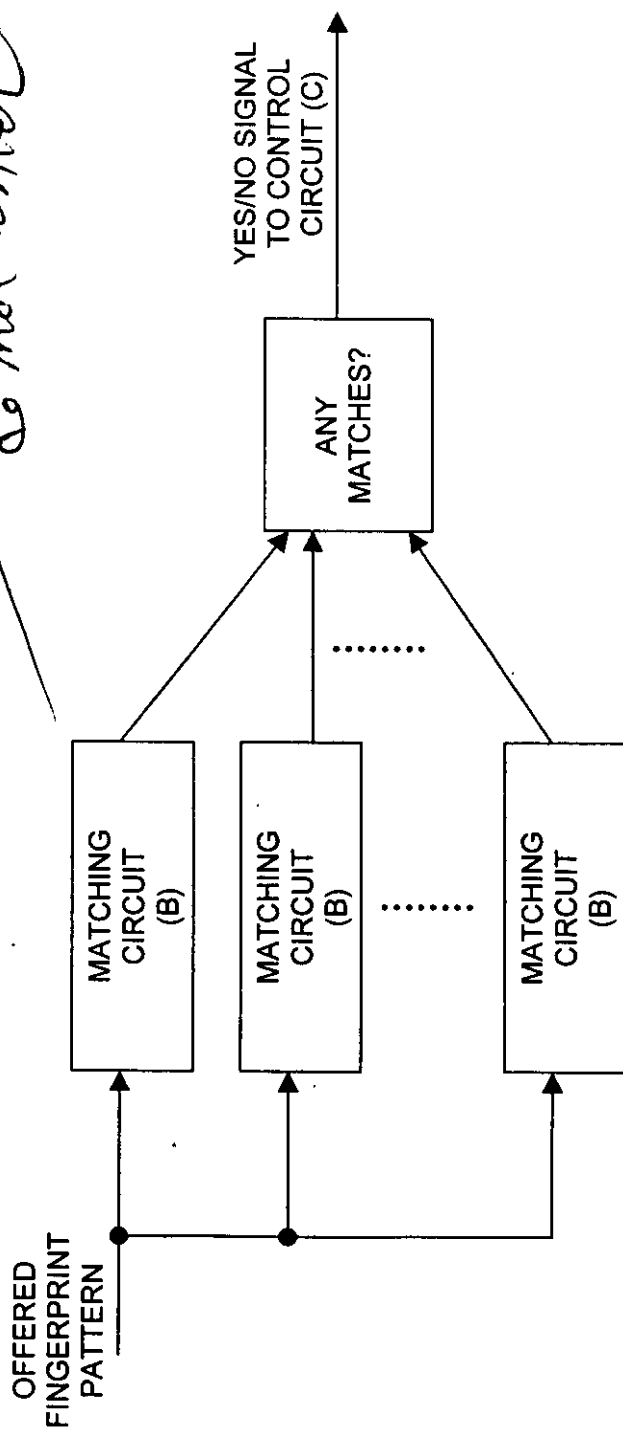 OFFERED
FINGERPRINT
PATTERN
MATCHING
CIRCUIT
(B)
MATCHING
CIRCUIT
(B)
MATCHING
CIRCUIT
(B)
ANY
MATCHES?
YES/NO SIGNAL
TO CONTROL
CIRCUIT (C)